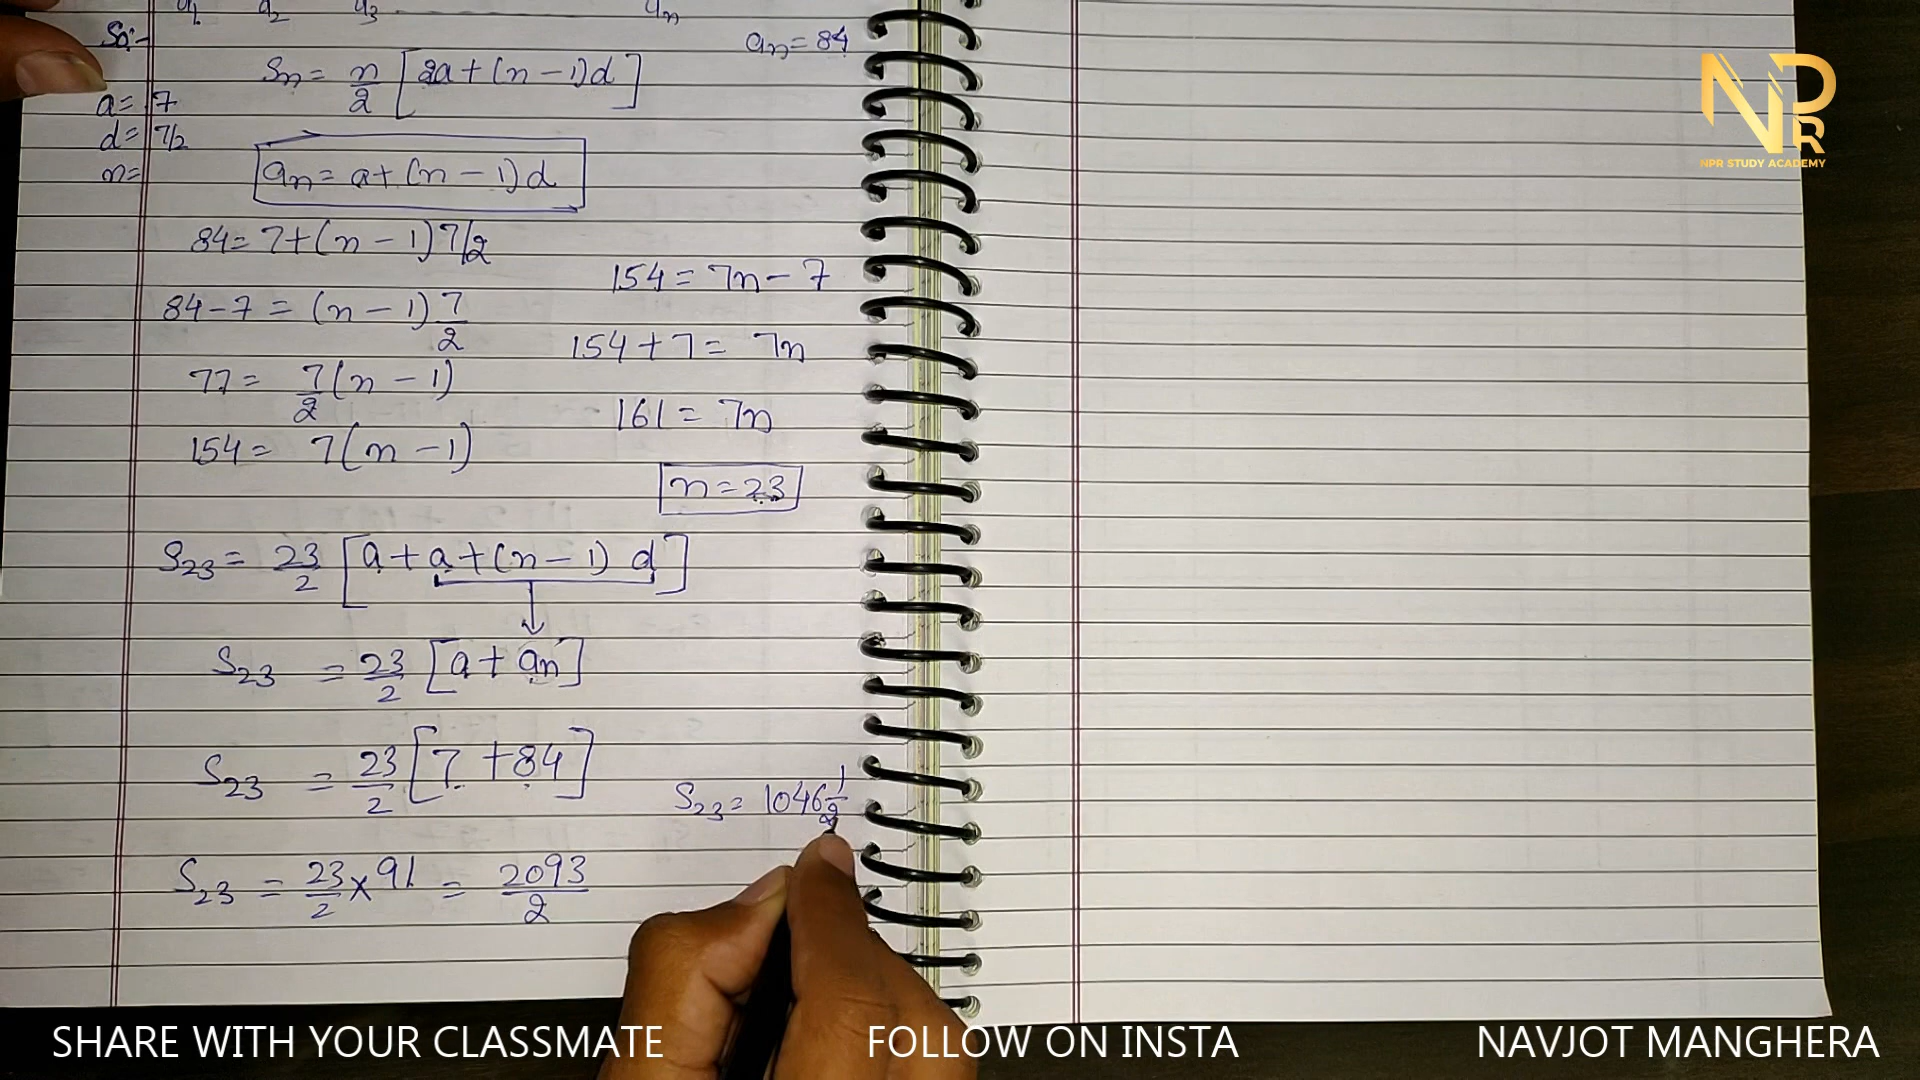 a1 a2 a3 an
So:-
an = 84
Sn = n/2 [2a + (n - 1)d]
a = 7
d = 7/2
n =
an = a + (n - 1)d
84 = 7 + (n - 1) 7/2
84 - 7 = (n - 1) 7/2
77 = 7/2 (n - 1)
154 = 7(n - 1)
154 = 7n - 7
154 + 7 = 7n
161 = 7n
n = 23
S23 = 23/2 [a + a + (n - 1) d]
S23 = 23/2 [a + an]
S23 = 23/2 [7 + 84]
S23 = 23/2 × 91 = 2093/2
S23 = 1046 1/2
NPR
NPR STUDY ACADEMY
SHARE WITH YOUR CLASSMATE FOLLOW ON INSTA NAVJOT MANGHERA